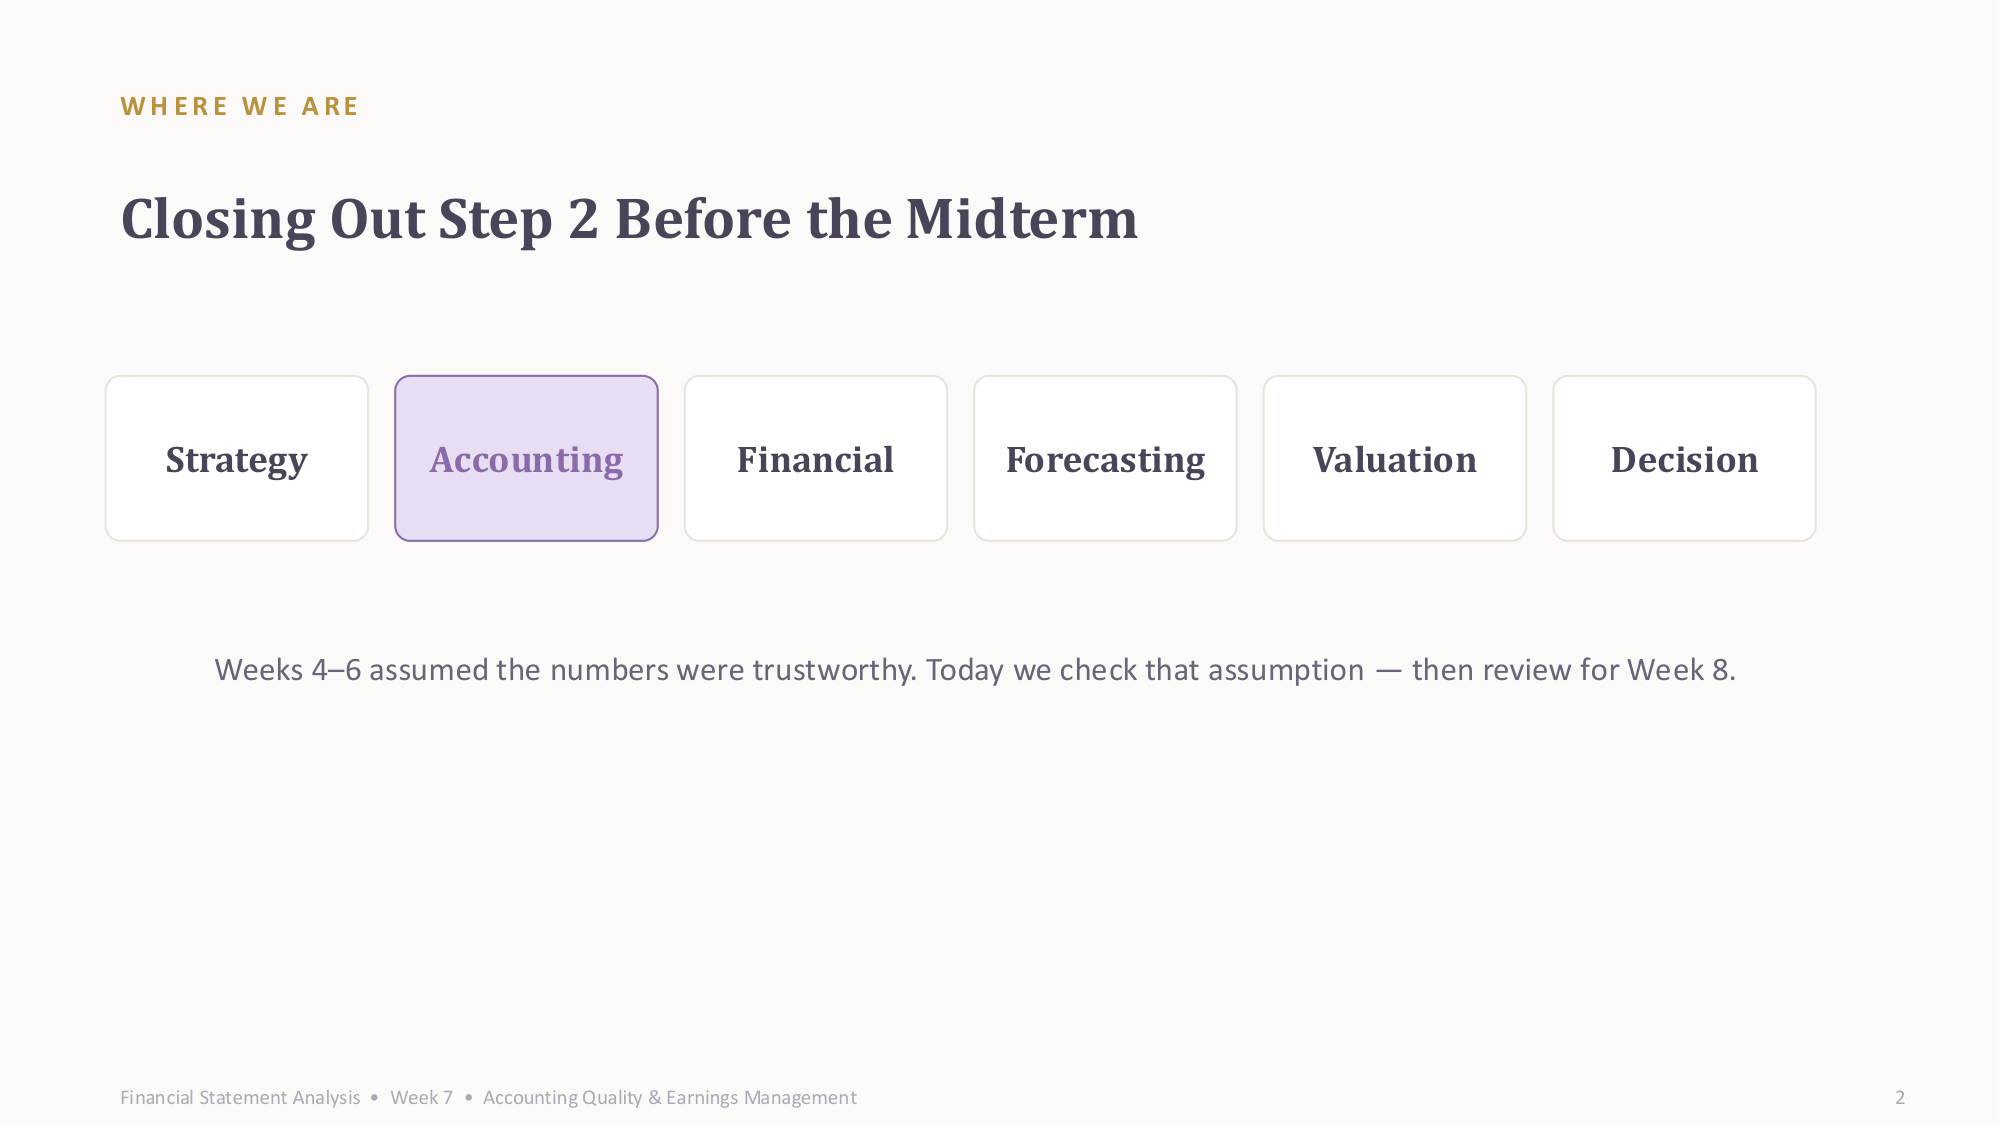 WHERE WE ARE
Closing Out Step 2 Before the Midterm
Strategy
Accounting
Financial
Forecasting
Valuation
Decision
Weeks 4–6 assumed the numbers were trustworthy. Today we check that assumption — then review for Week 8.
Financial Statement Analysis • Week 7 • Accounting Quality & Earnings Management
2